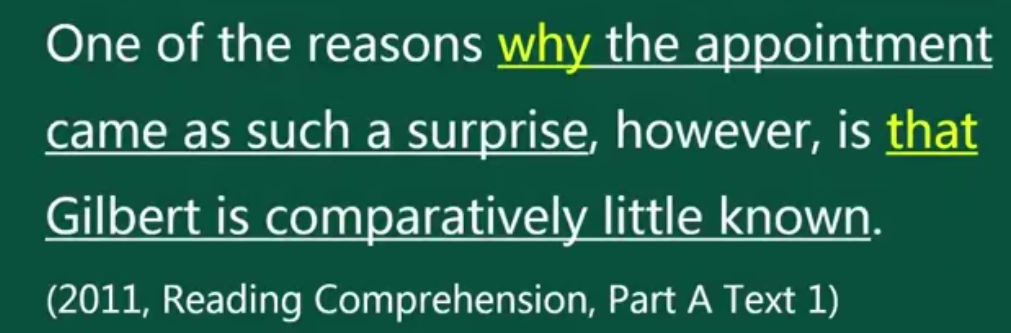 One of the reasons why the appointment
came as such a surprise, however, is that
Gilbert is comparatively little known.
(2011, Reading Comprehension, Part A Text 1)